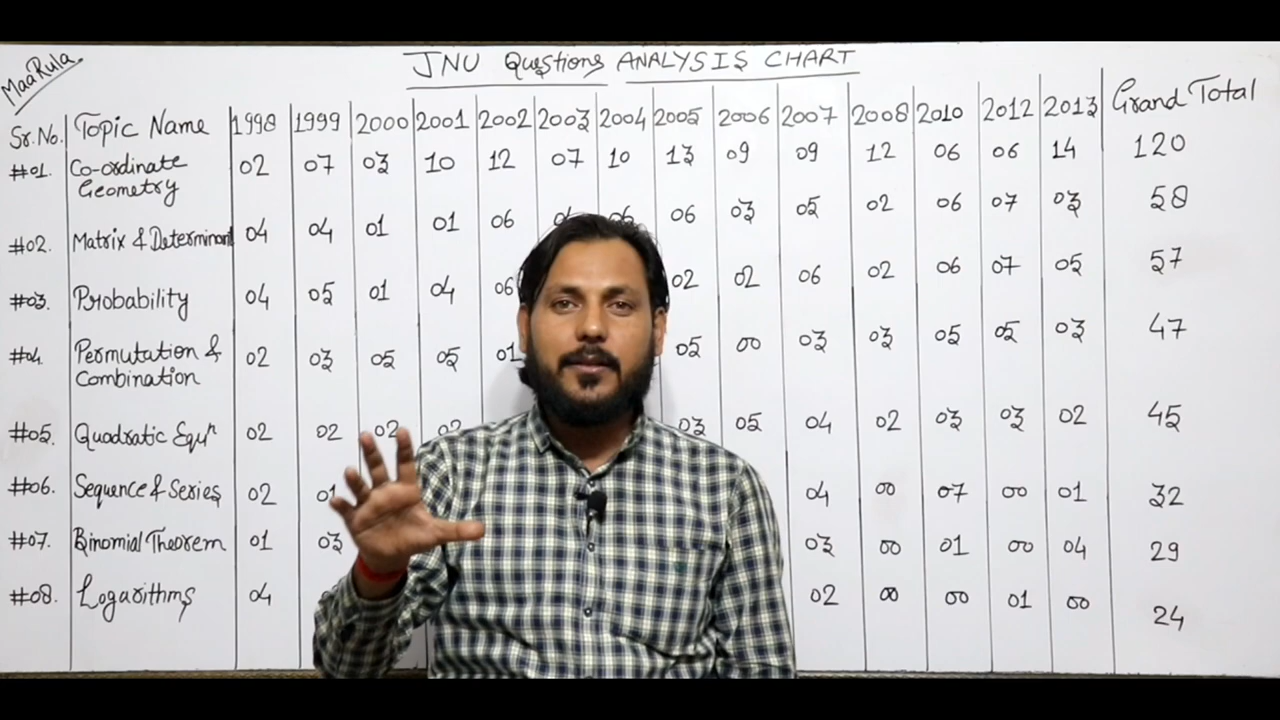 MaaRula
JNU Questions ANALYSIS CHART
Sr.No. Topic Name 1998 1999 2000 2001 2002 2003 2004 2005 2006 2007 2008 2010 2012 2013 Grand Total
#01. Co-ordinate 02 07 03 10 12 07 10 13 09 09 12 06 06 14 120
Geometry
#02. Matrix & Determinant 04 04 01 01 06 06 03 05 02 06 07 03 58
#03. Probability 04 05 01 04 06 02 02 06 02 06 07 05 57
#04. Permutation & 02 03 05 05 01 05 00 03 03 05 05 03 47
Combination
#05. Quadratic Equⁿ 02 02 02 03 05 04 02 03 03 02 45
#06. Sequence & Series 02 01 04 00 07 00 01 32
#07. Binomial Theorem 01 03 03 00 01 00 04 29
#08. Logarithms 04 02 00 00 01 00 24